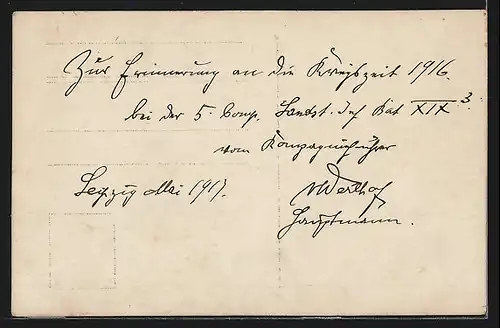 Zur Erinnerung an die Kriegszeit 1916.
bei der 5. Comp. Landst. Inf Bat XIX 3.
vom Kompagnieführer
Leipzig Mai 1917.
Hauptmann.